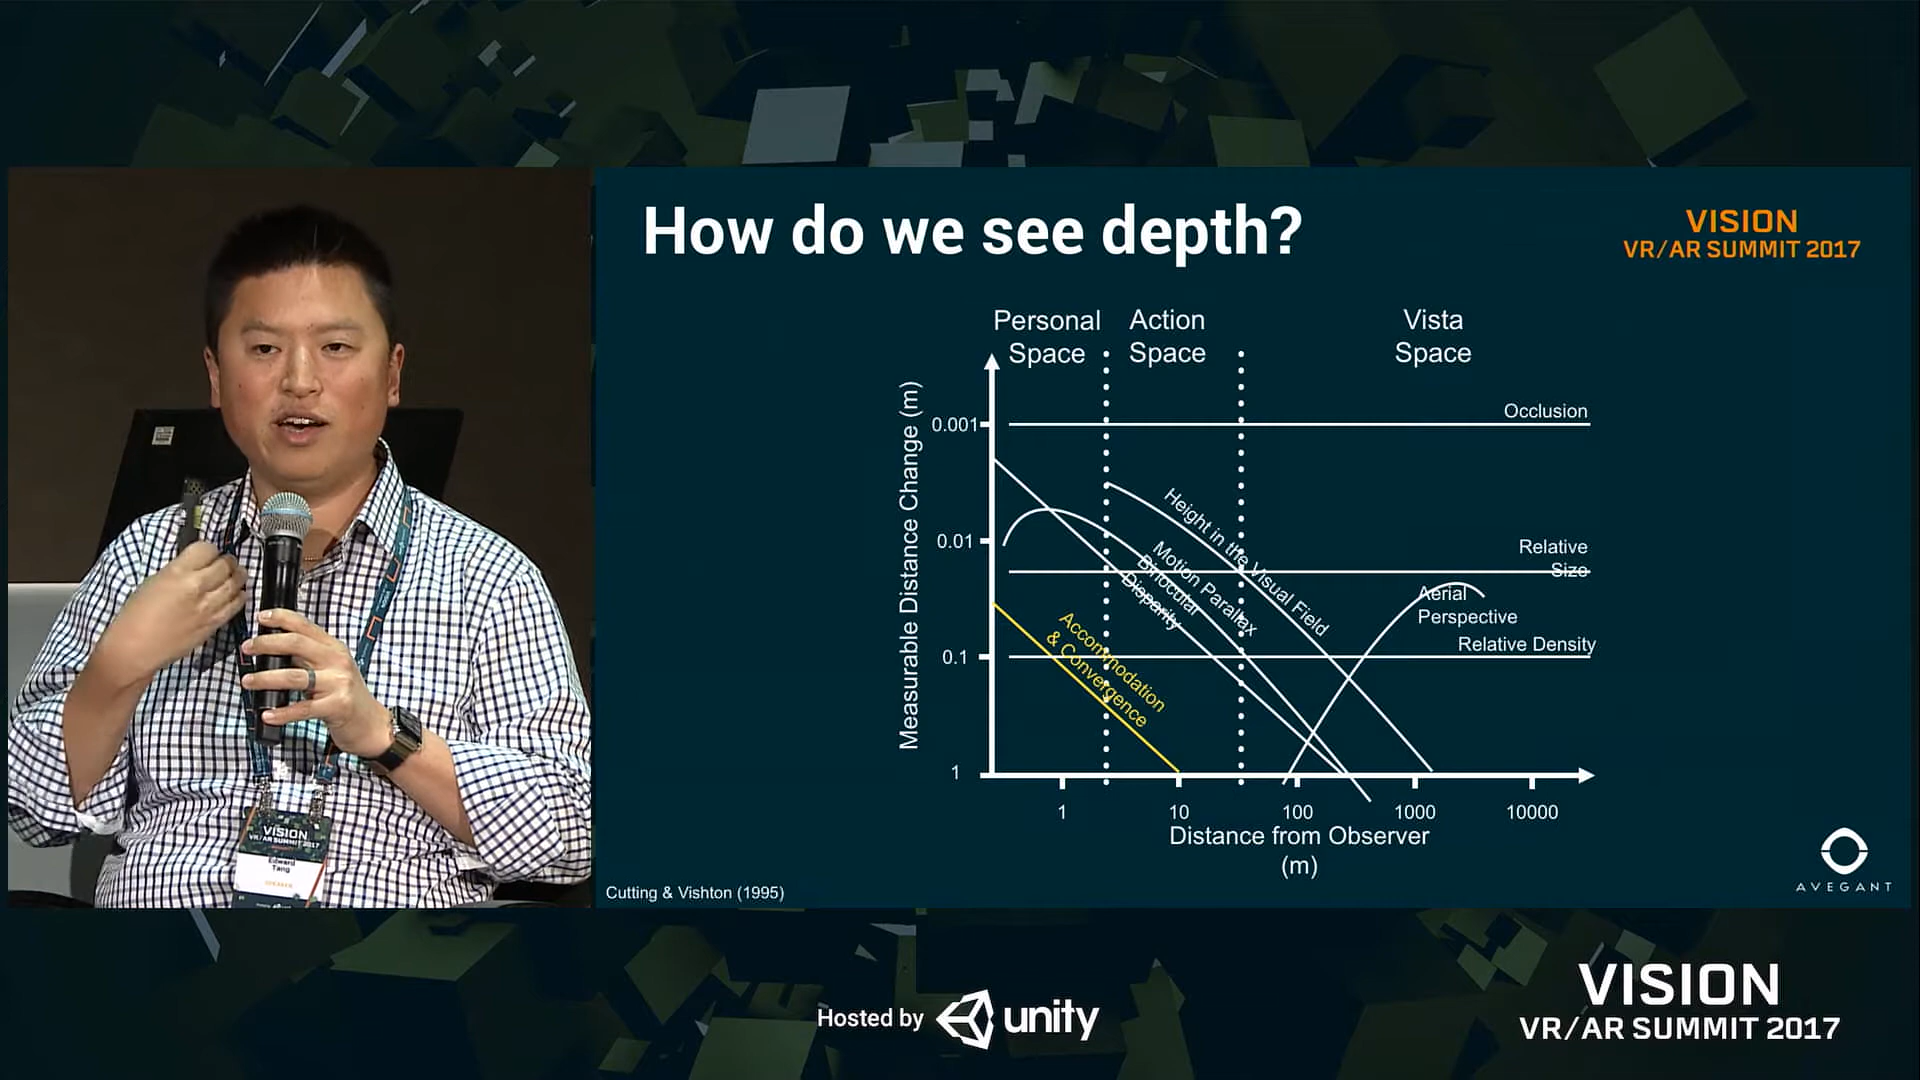 How do we see depth?
VISION
VR/AR SUMMIT 2017
Personal
Space
Action
Space
Vista
Space
Measurable Distance Change (m)
0.001
0.01
0.1
1
Occlusion
Height in the Visual Field
Relative
Size
Motion Parallax
Binocular
Disparity
Aerial
Perspective
Relative Density
Accommodation
& Convergence
1
10
100
1000
10000
Distance from Observer
(m)
Cutting & Vishton (1995)
AVEGANT
VISION
VR/AR SUMMIT 2017
Edward
Tang
SPEAKER
Hosted by
unity
VISION
VR/AR SUMMIT 2017